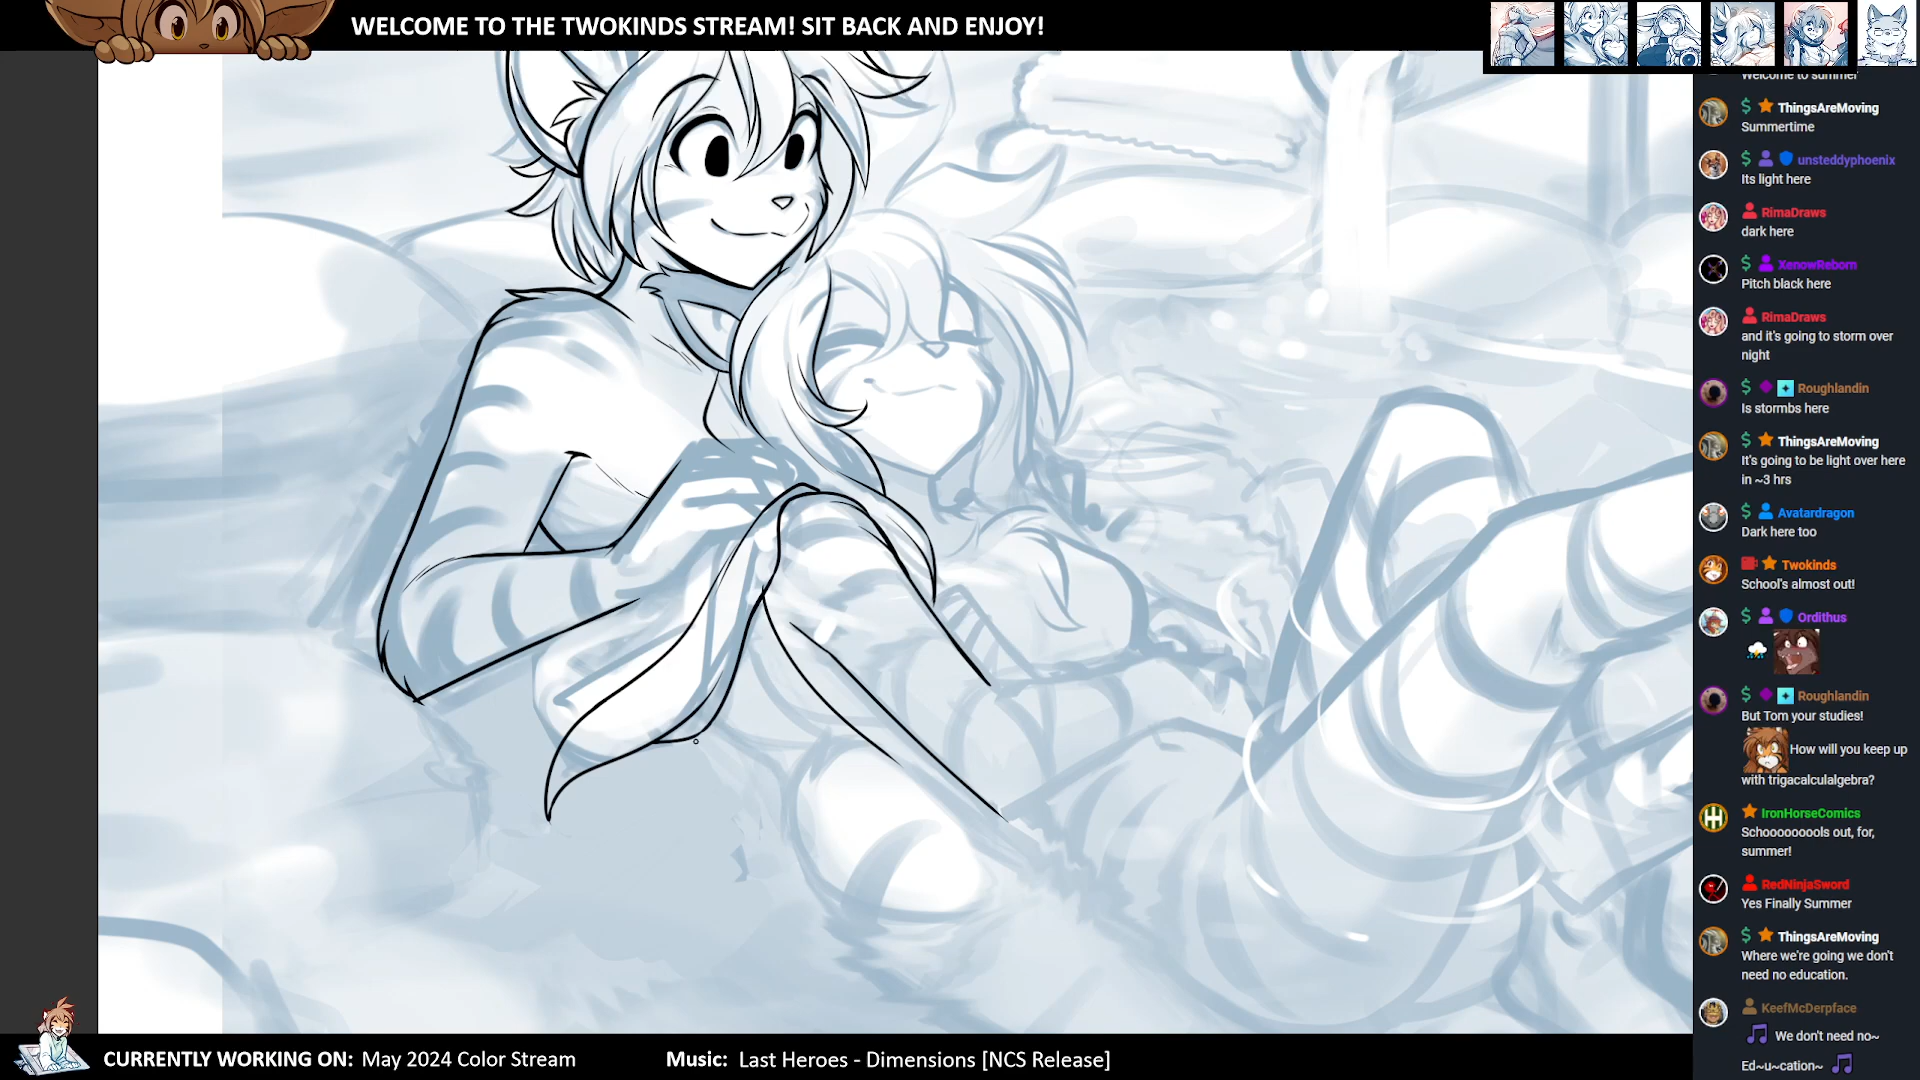 WELCOME TO THE TWOKINDS STREAM! SIT BACK AND ENJOY!
Welcome to summer
ThingsAreMoving
Summertime
unsteddyphoenix
Its light here
RimaDraws
dark here
XenowReborn
Pitch black here
RimaDraws
and it's going to storm over
night
Roughlandin
Is stormbs here
ThingsAreMoving
It's going to be light over here
in ~3 hrs
Avatardragon
Dark here too
Twokinds
School's almost out!
Ordithus
Roughlandin
But Tom your studies!
How will you keep up
with trigacalculalgebra?
IronHorseComics
Schooooooools out, for,
summer!
RedNinjaSword
Yes Finally Summer
ThingsAreMoving
Where we're going we don't
need no education.
KeefMcDerpface
We don't need no~
Ed~u~cation~
CURRENTLY WORKING ON: May 2024 Color Stream
Music: Last Heroes - Dimensions [NCS Release]